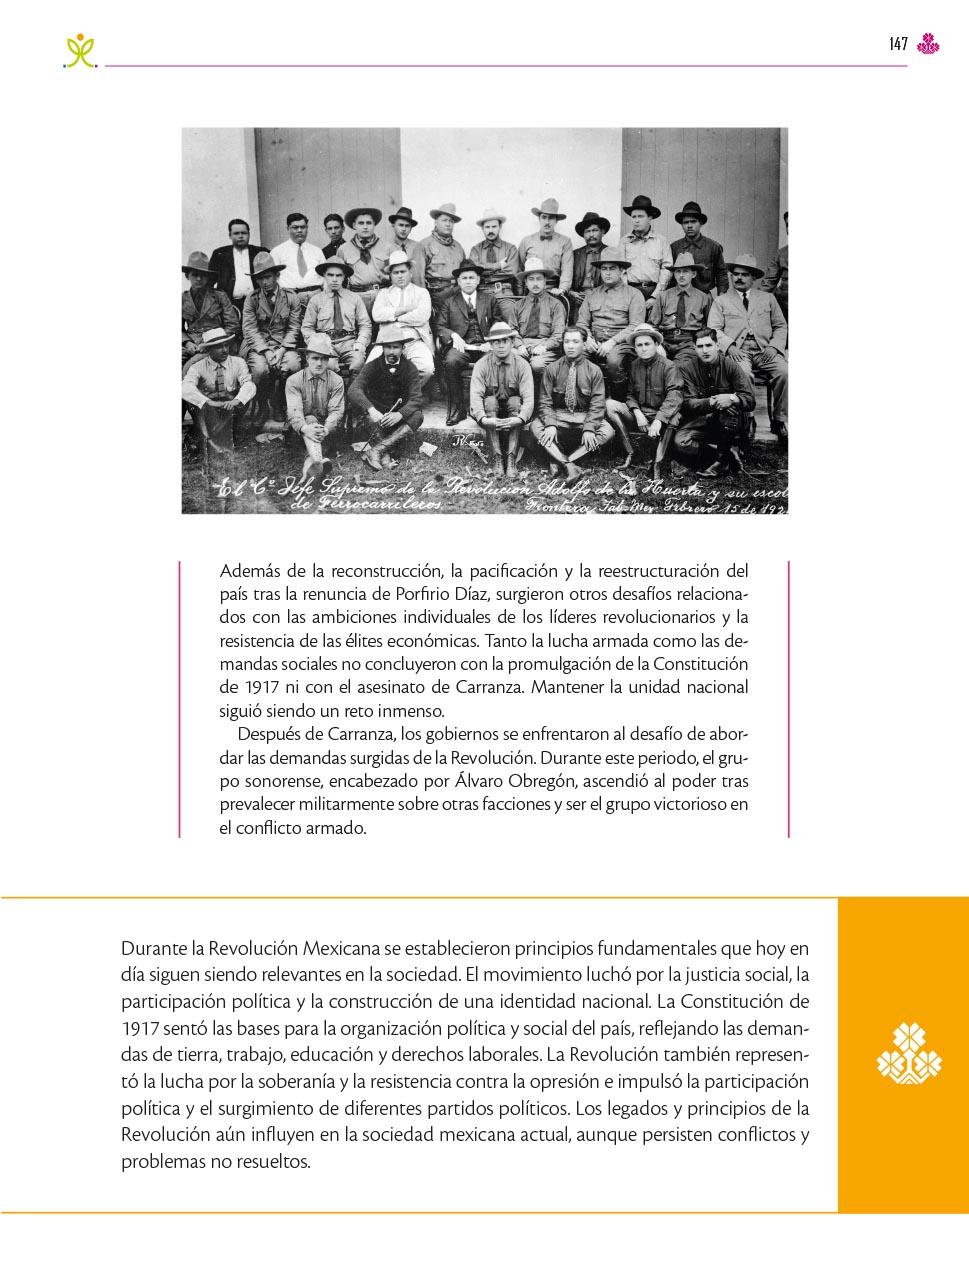 147
El C. Jefe Supremo de la Revolución Adolfo de la Huerta y su escol
de Ferrocarrileros.
Frontera, Tab-Mex. Febrero 15 de 192
Además de la reconstrucción, la pacificación y la reestructuración del
país tras la renuncia de Porfirio Díaz, surgieron otros desafíos relaciona-
dos con las ambiciones individuales de los líderes revolucionarios y la
resistencia de las élites económicas. Tanto la lucha armada como las de-
mandas sociales no concluyeron con la promulgación de la Constitución
de 1917 ni con el asesinato de Carranza. Mantener la unidad nacional
siguió siendo un reto inmenso.
Después de Carranza, los gobiernos se enfrentaron al desafío de abor-
dar las demandas surgidas de la Revolución. Durante este periodo, el gru-
po sonorense, encabezado por Álvaro Obregón, ascendió al poder tras
prevalecer militarmente sobre otras facciones y ser el grupo victorioso en
el conflicto armado.
Durante la Revolución Mexicana se establecieron principios fundamentales que hoy en
día siguen siendo relevantes en la sociedad. El movimiento luchó por la justicia social, la
participación política y la construcción de una identidad nacional. La Constitución de
1917 sentó las bases para la organización política y social del país, reflejando las deman-
das de tierra, trabajo, educación y derechos laborales. La Revolución también represen-
tó la lucha por la soberanía y la resistencia contra la opresión e impulsó la participación
política y el surgimiento de diferentes partidos políticos. Los legados y principios de la
Revolución aún influyen en la sociedad mexicana actual, aunque persisten conflictos y
problemas no resueltos.